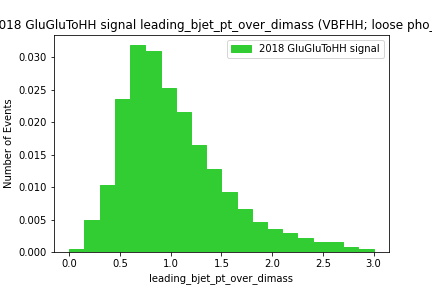 018 GluGluToHH signal leading_bjet_pt_over_dimass (VBFHH; loose pho_
2018 GluGluToHH signal
Number of Events
0.030
0.025
0.020
0.015
0.010
0.005
0.000
0.0 0.5 1.0 1.5 2.0 2.5 3.0
leading_bjet_pt_over_dimass